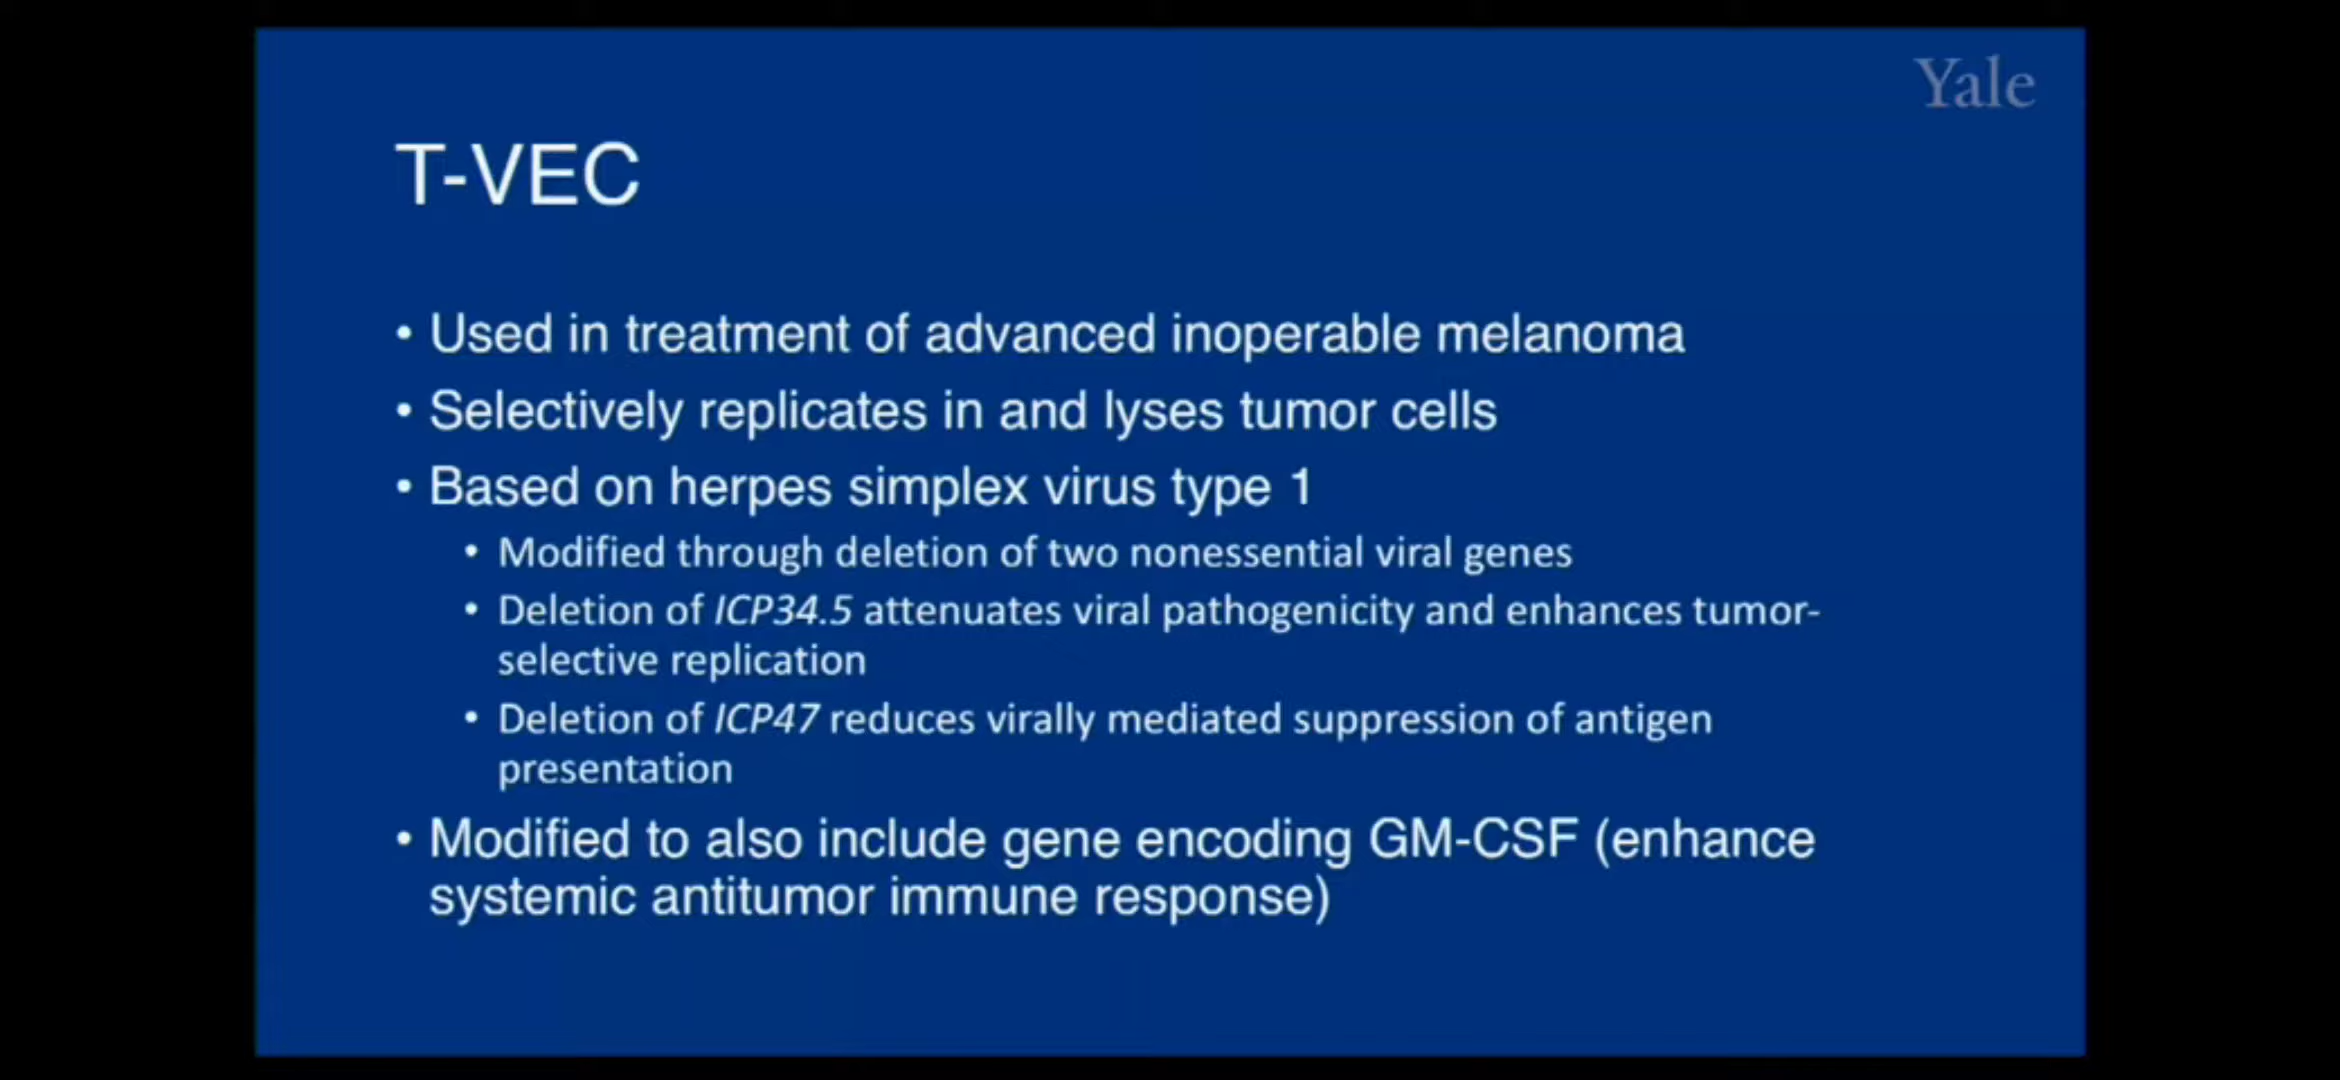 Yale
T-VEC
• Used in treatment of advanced inoperable melanoma
• Selectively replicates in and lyses tumor cells
• Based on herpes simplex virus type 1
• Modified through deletion of two nonessential viral genes
• Deletion of ICP34.5 attenuates viral pathogenicity and enhances tumor-
selective replication
• Deletion of ICP47 reduces virally mediated suppression of antigen
presentation
• Modified to also include gene encoding GM-CSF (enhance
systemic antitumor immune response)